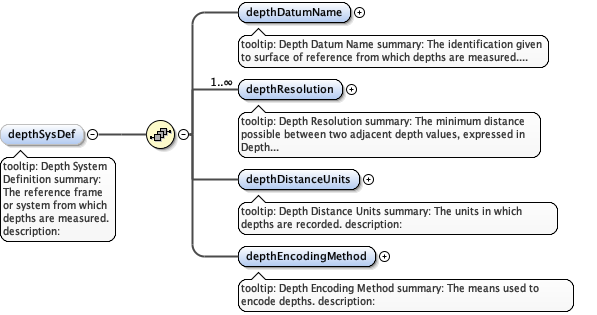 depthDatumName
tooltip: Depth Datum Name summary: The identification given
to surface of reference from which depths are measured....
1..∞
depthResolution
tooltip: Depth Resolution summary: The minimum distance
possible between two adjacent depth values, expressed in
Depth...
depthSysDef
tooltip: Depth System
Definition summary:
The reference frame
or system from which
depths are measured.
description:
depthDistanceUnits
tooltip: Depth Distance Units summary: The units in which
depths are recorded. description:
depthEncodingMethod
tooltip: Depth Encoding Method summary: The means used to
encode depths. description: